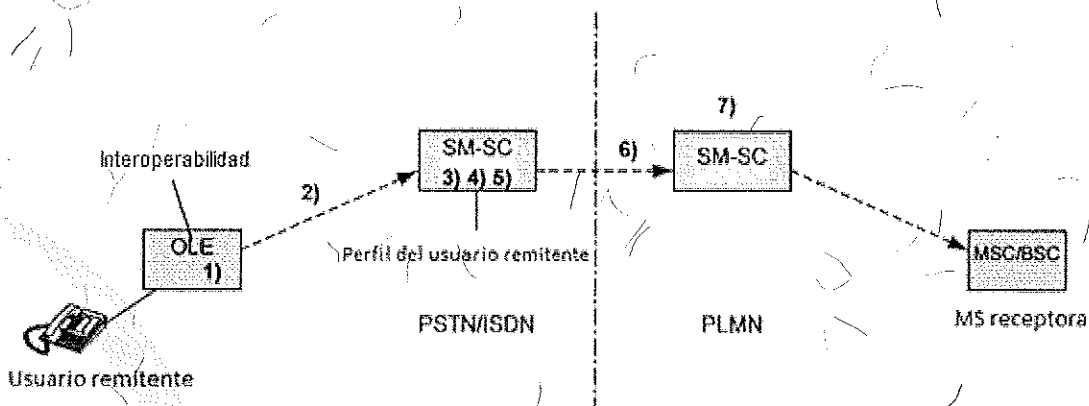 7)
6)
SM-SC
3) 4) 5)
SM-SC
Interoperabilidad
2)
OLE
1)
Perfil del usuario remitente
MSC/BSC
PSTN/ISDN
PLMN
MS receptora
Usuario remitente